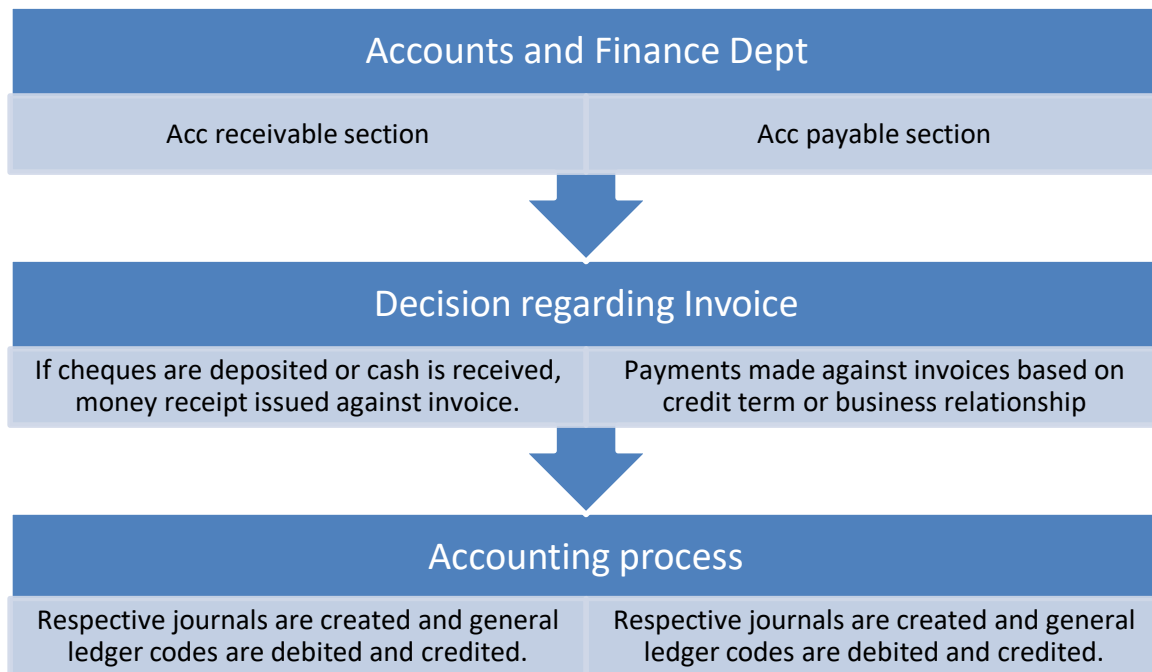 Accounts and Finance Dept
Acc receivable section
Acc payable section
Decision regarding Invoice
If cheques are deposited or cash is received,
money receipt issued against invoice.
Payments made against invoices based on
credit term or business relationship
Accounting process
Respective journals are created and general
ledger codes are debited and credited.
Respective journals are created and general
ledger codes are debited and credited.